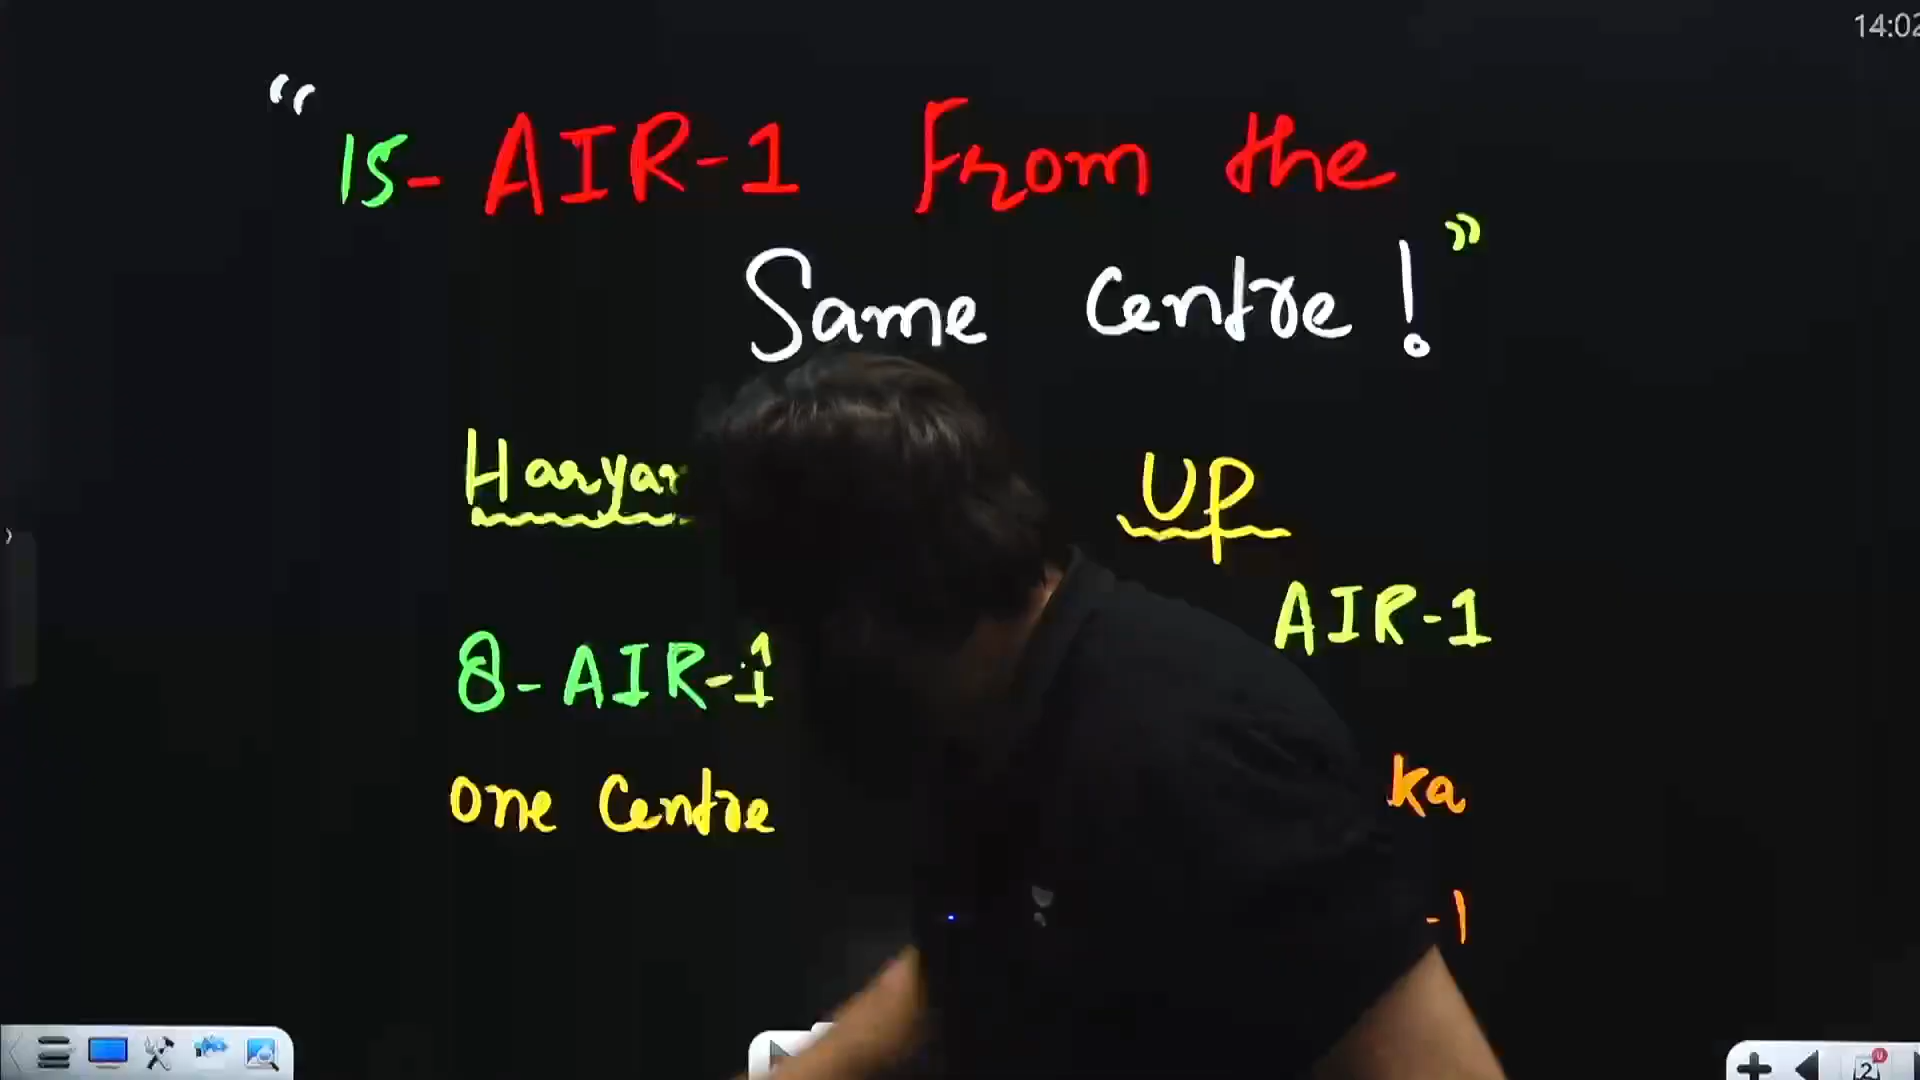 14:02
“ 15- AIR-1 From the
Same Centre ! ”
UP
AIR-1
8-AIR-1
ka
one Centre
-1
2